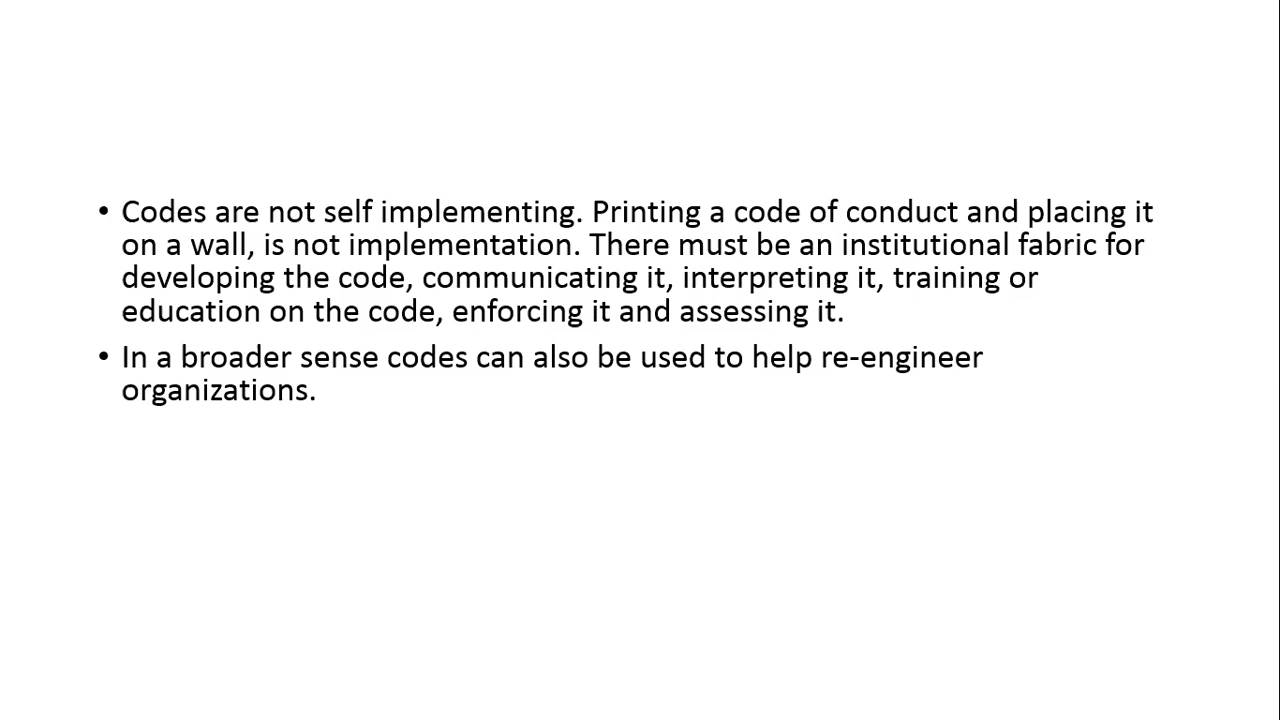 • Codes are not self implementing. Printing a code of conduct and placing it
on a wall, is not implementation. There must be an institutional fabric for
developing the code, communicating it, interpreting it, training or
education on the code, enforcing it and assessing it.
• In a broader sense codes can also be used to help re-engineer
organizations.